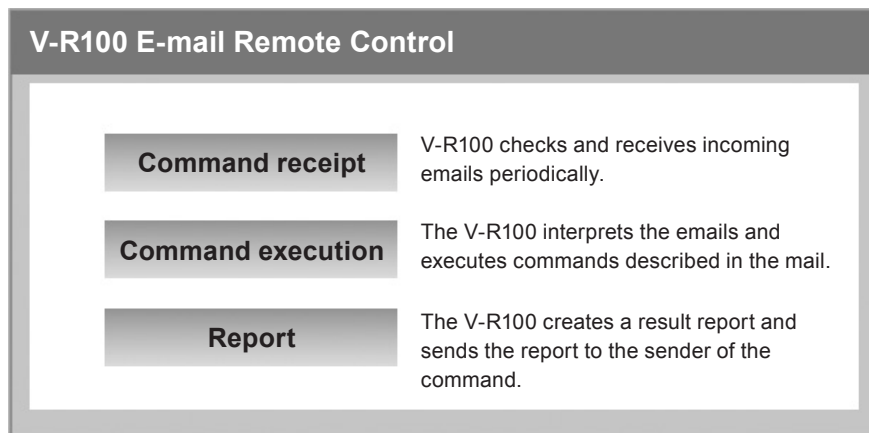 V-R100 E-mail Remote Control
Command receipt
V-R100 checks and receives incoming
emails periodically.
Command execution
The V-R100 interprets the emails and
executes commands described in the mail.
Report
The V-R100 creates a result report and
sends the report to the sender of the
command.